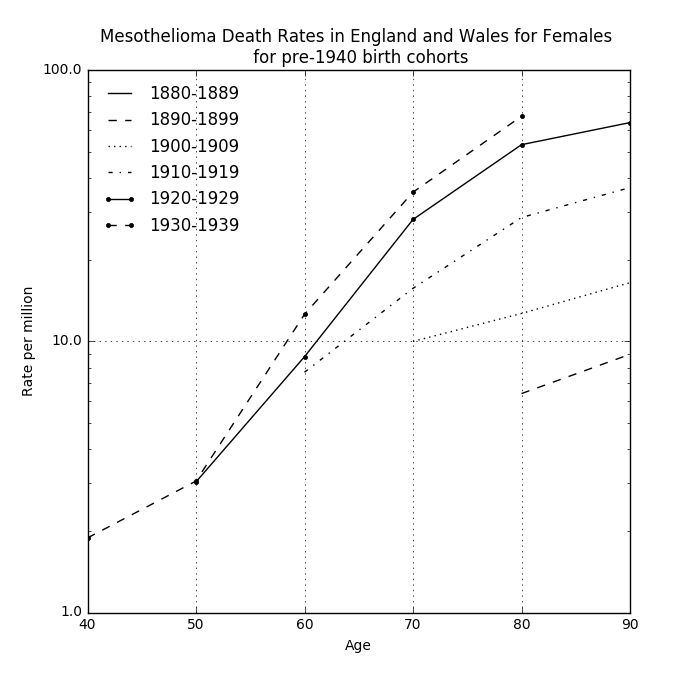 Mesothelioma Death Rates in England and Wales for Females
for pre-1940 birth cohorts
100.0
1880-1889
1890-1899
1900-1909
1910-1919
1920-1929
1930-1939
Rate per million
10.0
1.0
40 50 60 70 80 90
Age